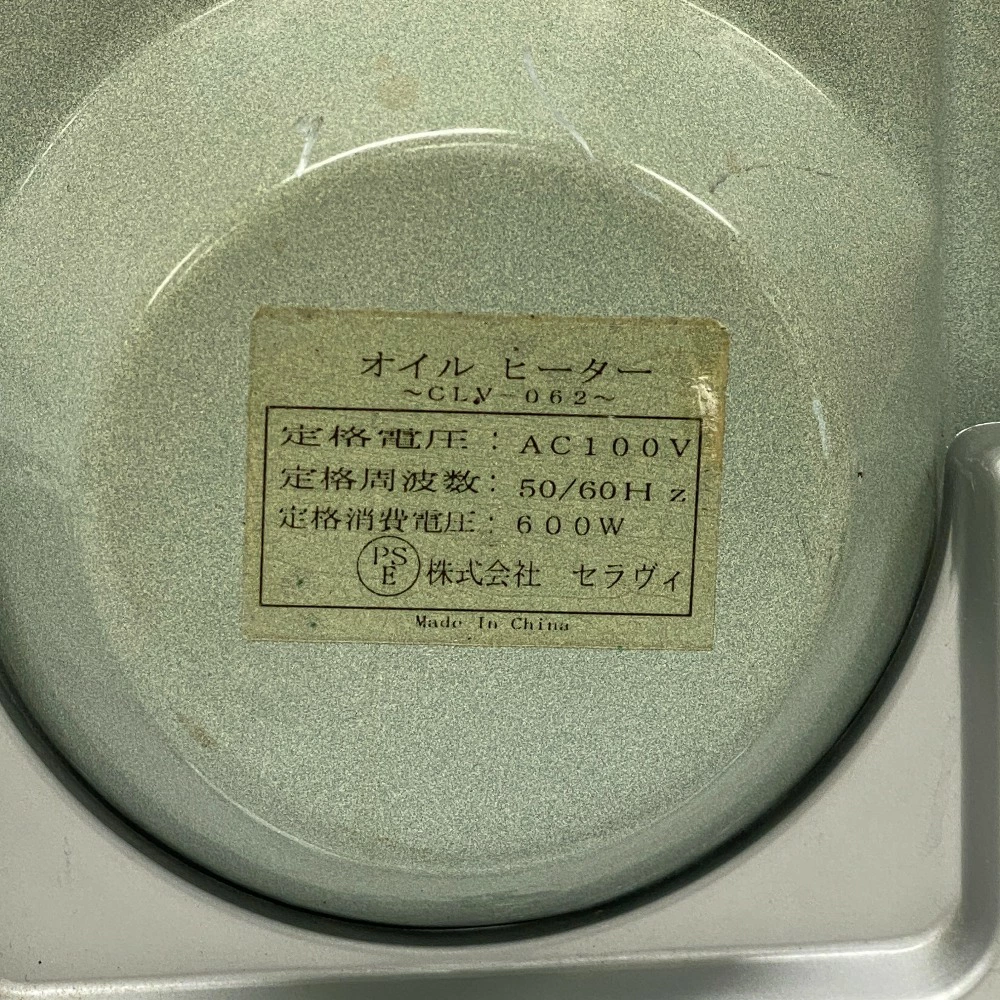 オイル ヒーター
～CLV－062～
定格電圧：AC100V
定格周波数：50/60Hz
定格消費電圧：600W
PSE 株式会社 セラヴィ
Made In China